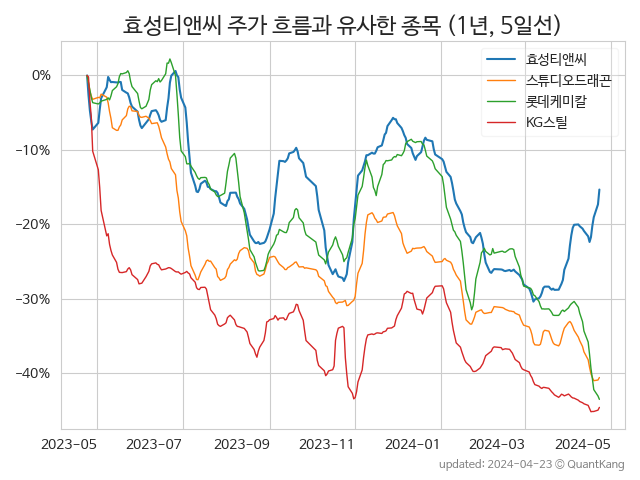 효성티앤씨 주가 흐름과 유사한 종목 (1년, 5일선)
효성티앤씨
스튜디오드래곤
롯데케미칼
KG스틸
0%
−10%
−20%
−30%
−40%
2023-05 2023-07 2023-09 2023-11 2024-01 2024-03 2024-05
updated: 2024-04-23 © QuantKang